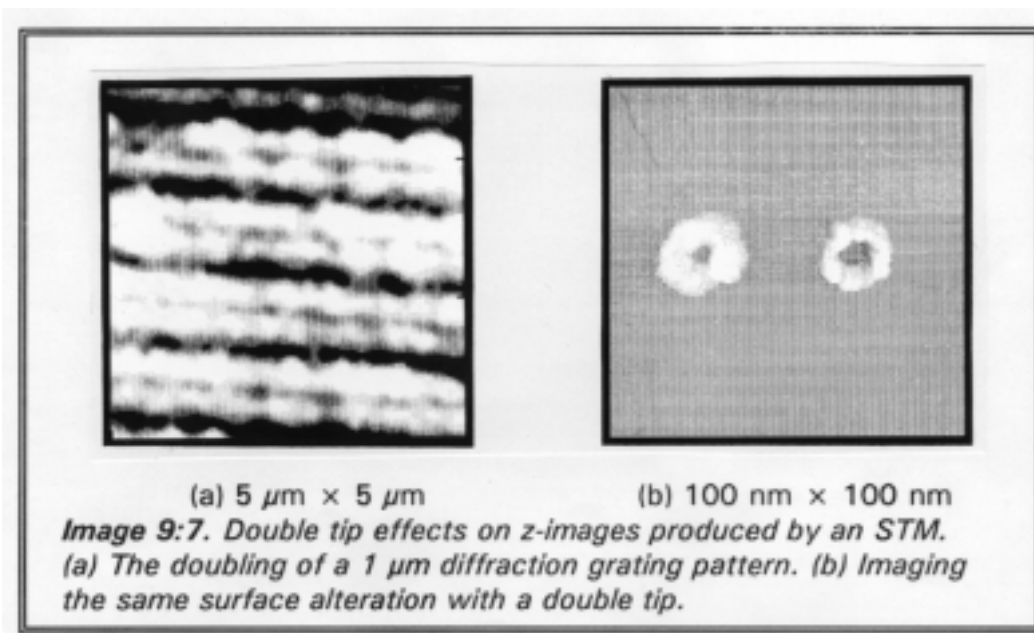 (a) 5 μm × 5 μm (b) 100 nm × 100 nm
Image 9:7. Double tip effects on z-images produced by an STM.
(a) The doubling of a 1 μm diffraction grating pattern. (b) Imaging
the same surface alteration with a double tip.